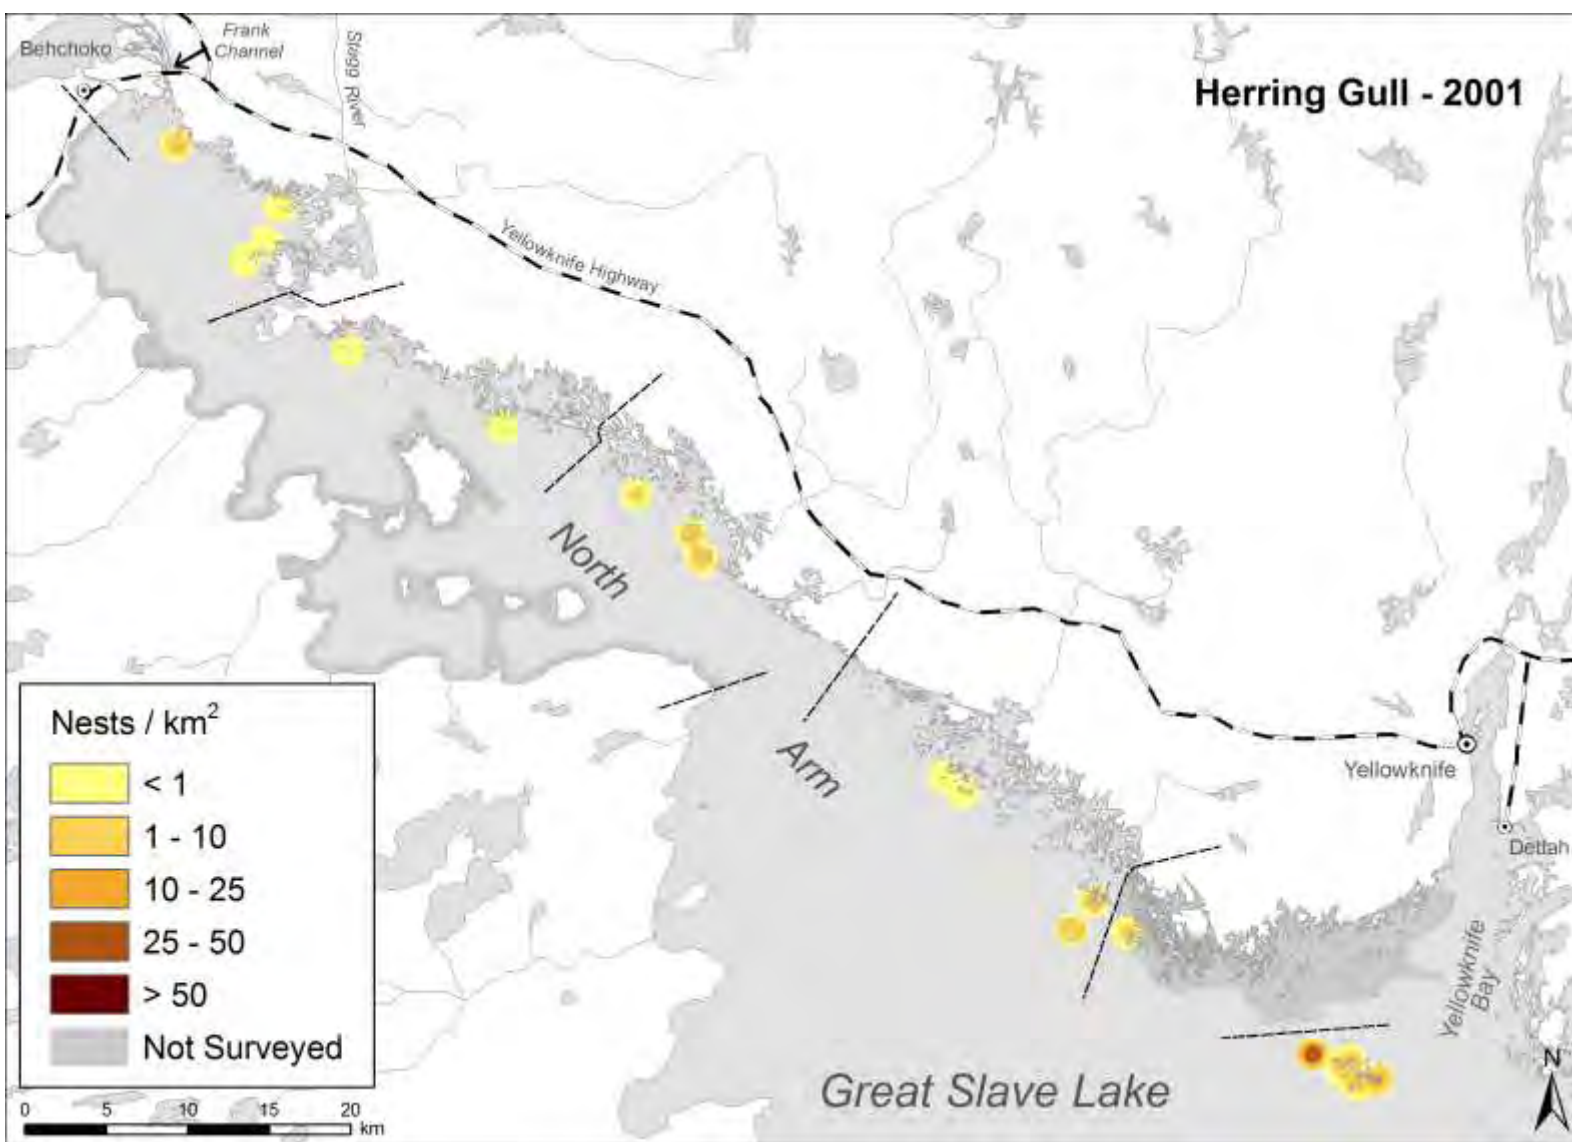 Behchoko
Frank
Channel
Stagg River
Herring Gull - 2001
Yellowknife Highway
North
Arm
Yellowknife
Dettah
Yellowknife
Bay
Great Slave Lake
N
Nests / km2
< 1
1 - 10
10 - 25
25 - 50
> 50
Not Surveyed
0 5 10 15 20
km